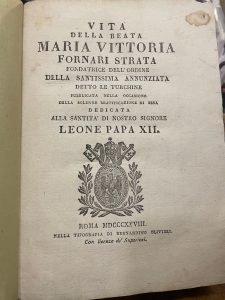 VITA
DELLA BEATA
MARIA VITTORIA
FORNARI STRATA
FONDATRICE DELL'ORDINE
DELLA SANTISSIMA ANNUNZIATA
DETTO LE TURCHINE
PUBBLICATA NELLA OCCASIONE
DELLA SOLENNE BEATIFICAZIONE DI ESSA
DEDICATA
ALLA SANTITA' DI NOSTRO SIGNORE
LEONE PAPA XII.
ROMA MDCCCXXVIII.
NELLA TIPOGRAFIA DI BERNARDINO OLIVIERI
Con licenza de' Superiori.